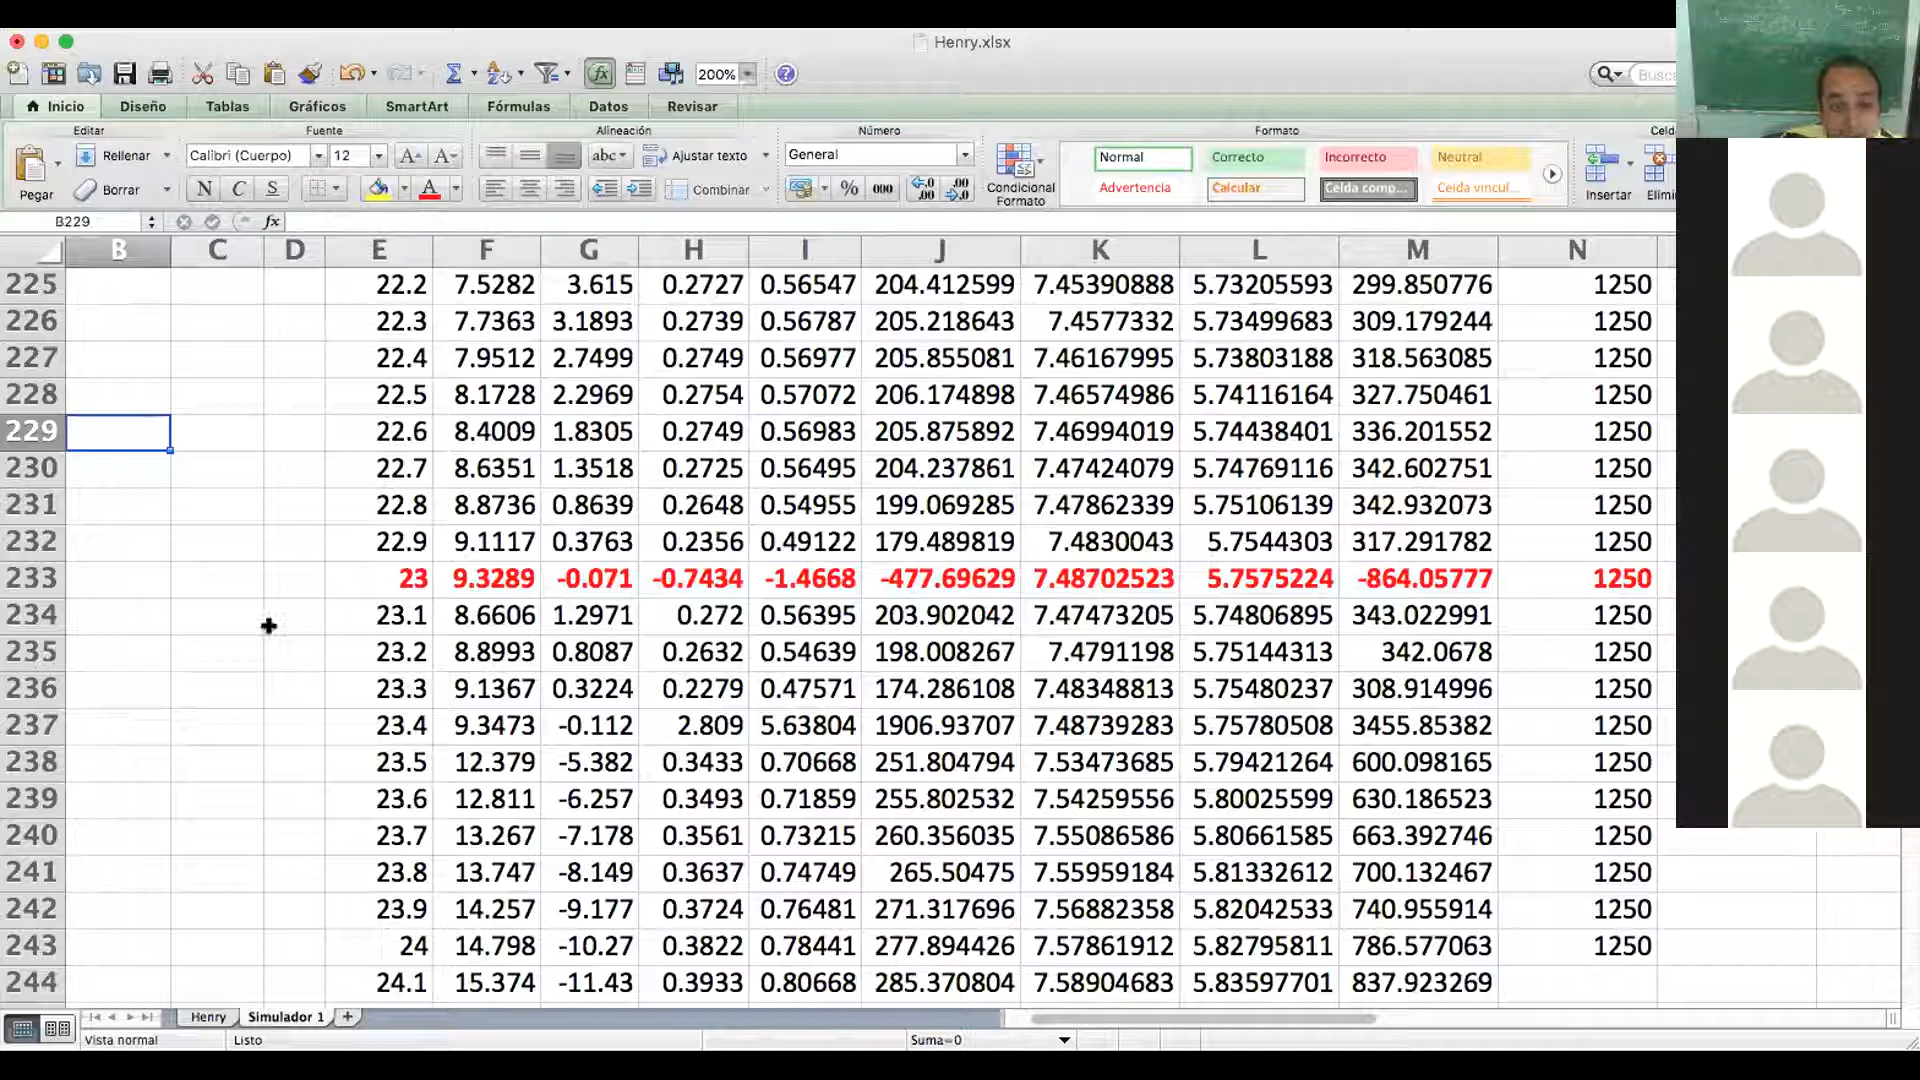 Henry.xlsx
200%
Busca
Inicio Diseño Tablas Gráficos SmartArt Fórmulas Datos Revisar
Editar Fuente Alineación Número Formato Celd
Pegar Rellenar Calibri (Cuerpo) 12 A A abc Ajustar texto General Condicional Formato Normal Correcto Incorrecto Neutral Insertar Elimi
Borrar N C S A Combinar % 000 ,0 ,00 ,00 ,0 Advertencia Calcular Celda comp... Celda vincul...
B229 fx
B C D E F G H I J K L M N
225 22.2 7.5282 3.615 0.2727 0.56547 204.412599 7.45390888 5.73205593 299.850776 1250
226 22.3 7.7363 3.1893 0.2739 0.56787 205.218643 7.4577332 5.73499683 309.179244 1250
227 22.4 7.9512 2.7499 0.2749 0.56977 205.855081 7.46167995 5.73803188 318.563085 1250
228 22.5 8.1728 2.2969 0.2754 0.57072 206.174898 7.46574986 5.74116164 327.750461 1250
229 22.6 8.4009 1.8305 0.2749 0.56983 205.875892 7.46994019 5.74438401 336.201552 1250
230 22.7 8.6351 1.3518 0.2725 0.56495 204.237861 7.47424079 5.74769116 342.602751 1250
231 22.8 8.8736 0.8639 0.2648 0.54955 199.069285 7.47862339 5.75106139 342.932073 1250
232 22.9 9.1117 0.3763 0.2356 0.49122 179.489819 7.4830043 5.7544303 317.291782 1250
233 23 9.3289 -0.071 -0.7434 -1.4668 -477.69629 7.48702523 5.7575224 -864.05777 1250
234 23.1 8.6606 1.2971 0.272 0.56395 203.902042 7.47473205 5.74806895 343.022991 1250
235 23.2 8.8993 0.8087 0.2632 0.54639 198.008267 7.4791198 5.75144313 342.0678 1250
236 23.3 9.1367 0.3224 0.2279 0.47571 174.286108 7.48348813 5.75480237 308.914996 1250
237 23.4 9.3473 -0.112 2.809 5.63804 1906.93707 7.48739283 5.75780508 3455.85382 1250
238 23.5 12.379 -5.382 0.3433 0.70668 251.804794 7.53473685 5.79421264 600.098165 1250
239 23.6 12.811 -6.257 0.3493 0.71859 255.802532 7.54259556 5.80025599 630.186523 1250
240 23.7 13.267 -7.178 0.3561 0.73215 260.356035 7.55086586 5.80661585 663.392746 1250
241 23.8 13.747 -8.149 0.3637 0.74749 265.50475 7.55959184 5.81332612 700.132467 1250
242 23.9 14.257 -9.177 0.3724 0.76481 271.317696 7.56882358 5.82042533 740.955914 1250
243 24 14.798 -10.27 0.3822 0.78441 277.894426 7.57861912 5.82795811 786.577063 1250
244 24.1 15.374 -11.43 0.3933 0.80668 285.370804 7.58904683 5.83597701 837.923269
Henry Simulador 1
Vista normal Listo Suma=0